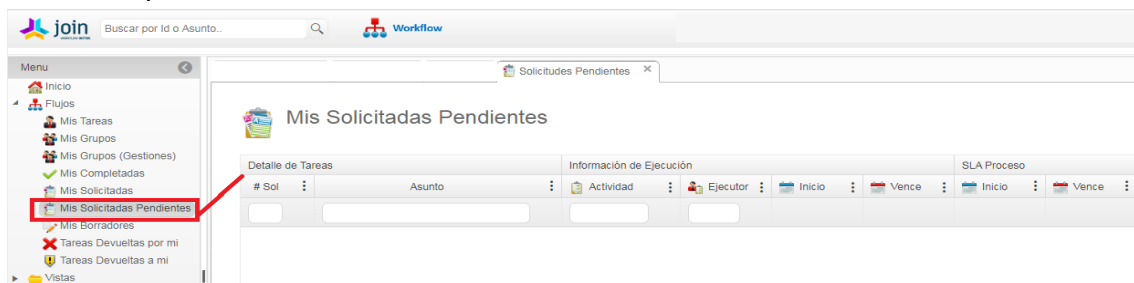 join Buscar por Id o Asunto.. Workflow
Menu
Solicitudes Pendientes ×
Inicio
Flujos
Mis Tareas
Mis Grupos
Mis Grupos (Gestiones)
Mis Completadas
Mis Solicitadas
Mis Solicitadas Pendientes
Mis Borradores
Tareas Devueltas por mi
Tareas Devueltas a mi
Vistas
Mis Solicitadas Pendientes
Detalle de Tareas Información de Ejecución SLA Proceso
# Sol Asunto Actividad Ejecutor Inicio Vence Inicio Vence